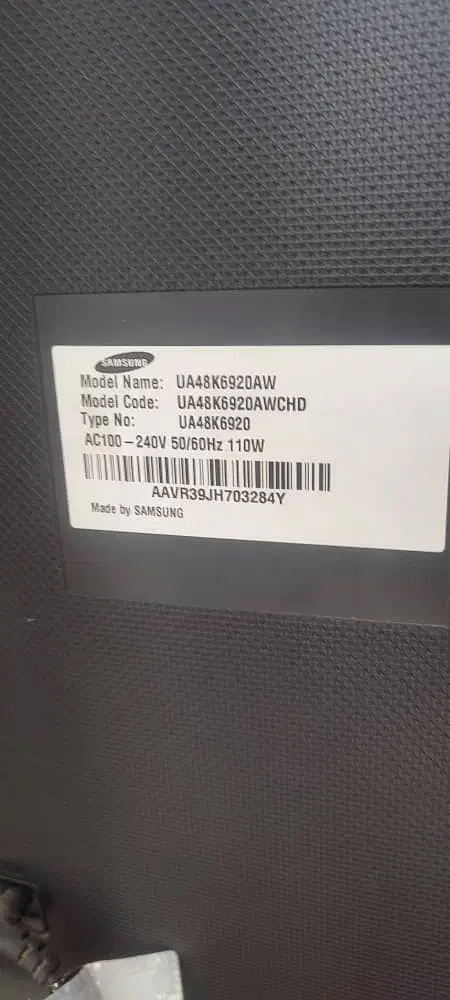 SAMSUNG
Model Name: UA48K6920AW
Model Code: UA48K6920AWCHD
Type No: UA48K6920
AC100-240V 50/60Hz 110W
AAVR39JH703284Y
Made by SAMSUNG